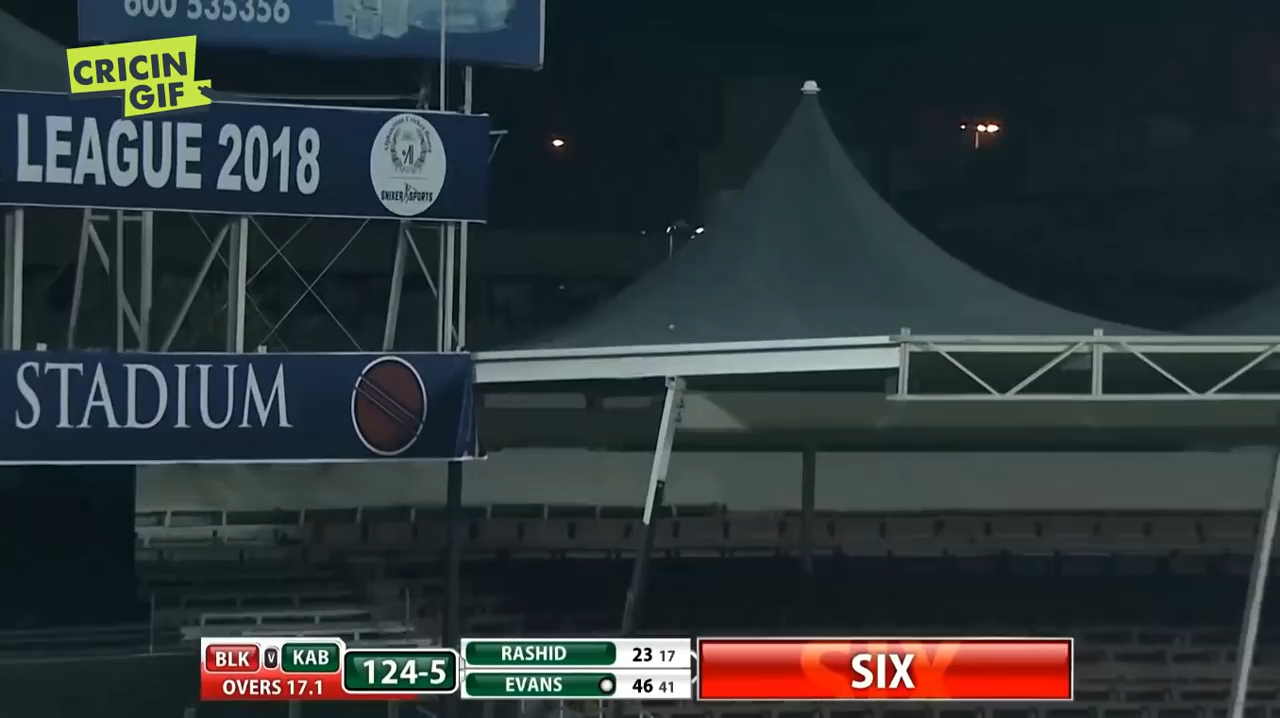 600 535356
CRICIN
GIF
LEAGUE 2018
SNIXER SPORTS
STADIUM
BLK V KAB
OVERS 17.1
124-5
RASHID 23 17
EVANS 46 41
SIX